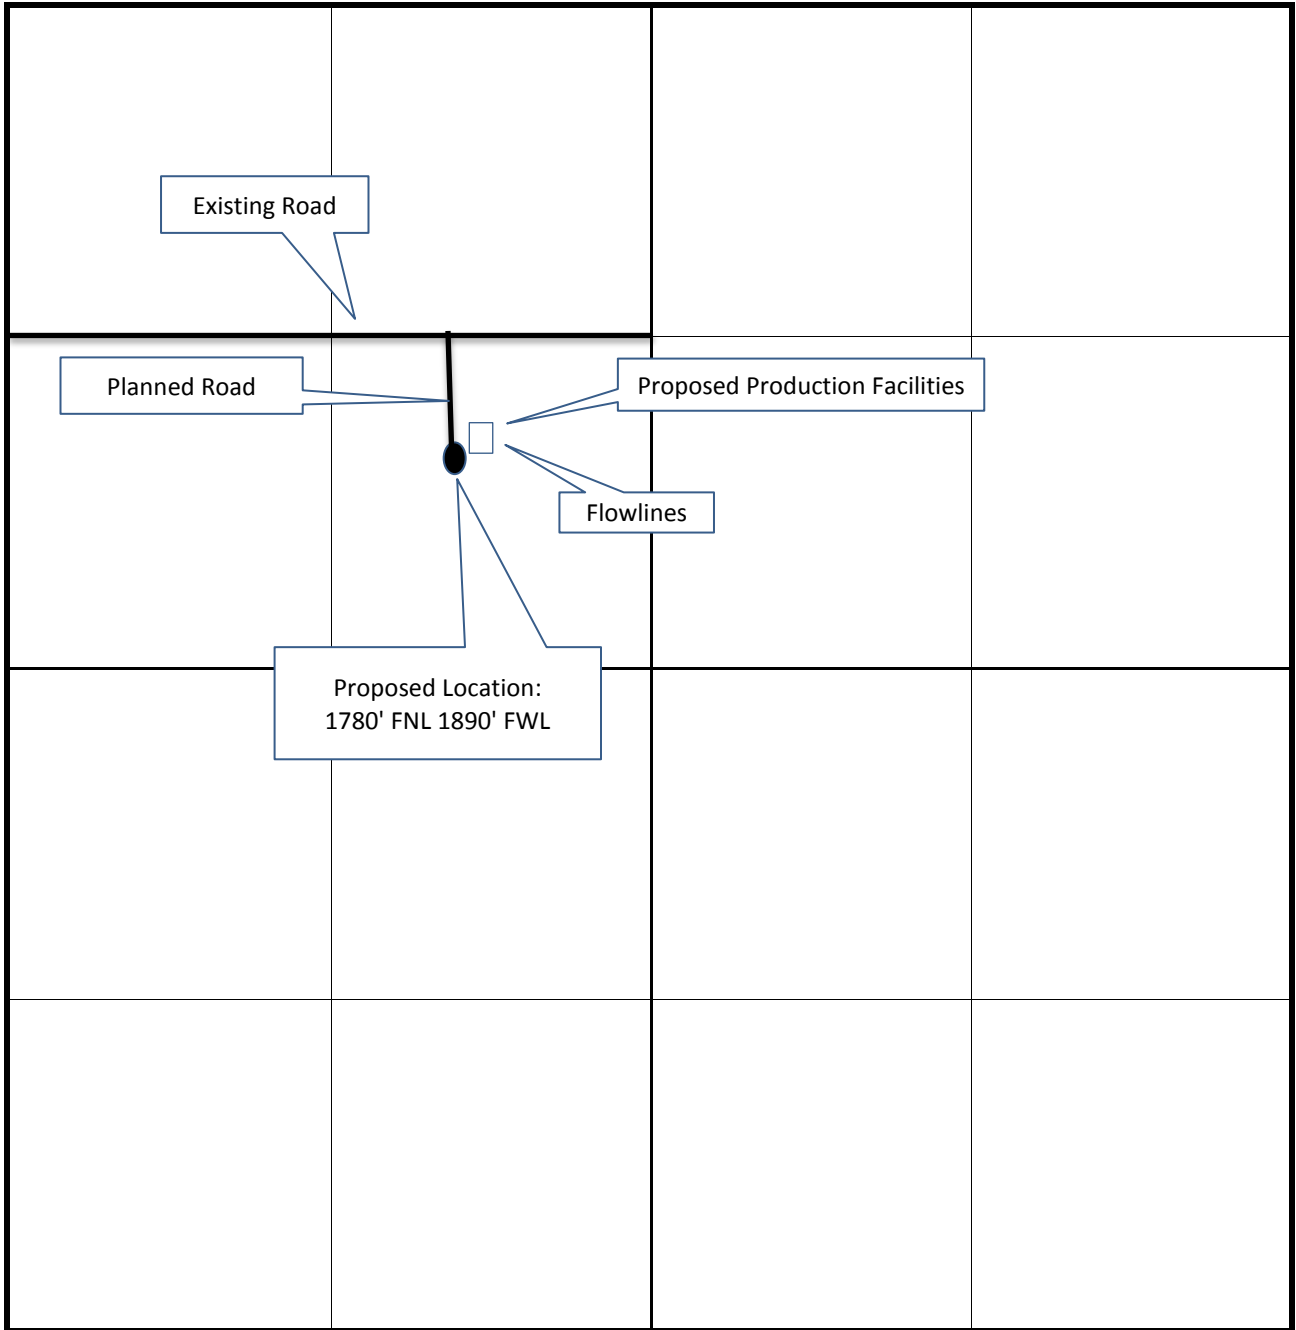 Existing Road
Planned Road
Proposed Production Facilities
Flowlines
Proposed Location:
1780' FNL 1890' FWL